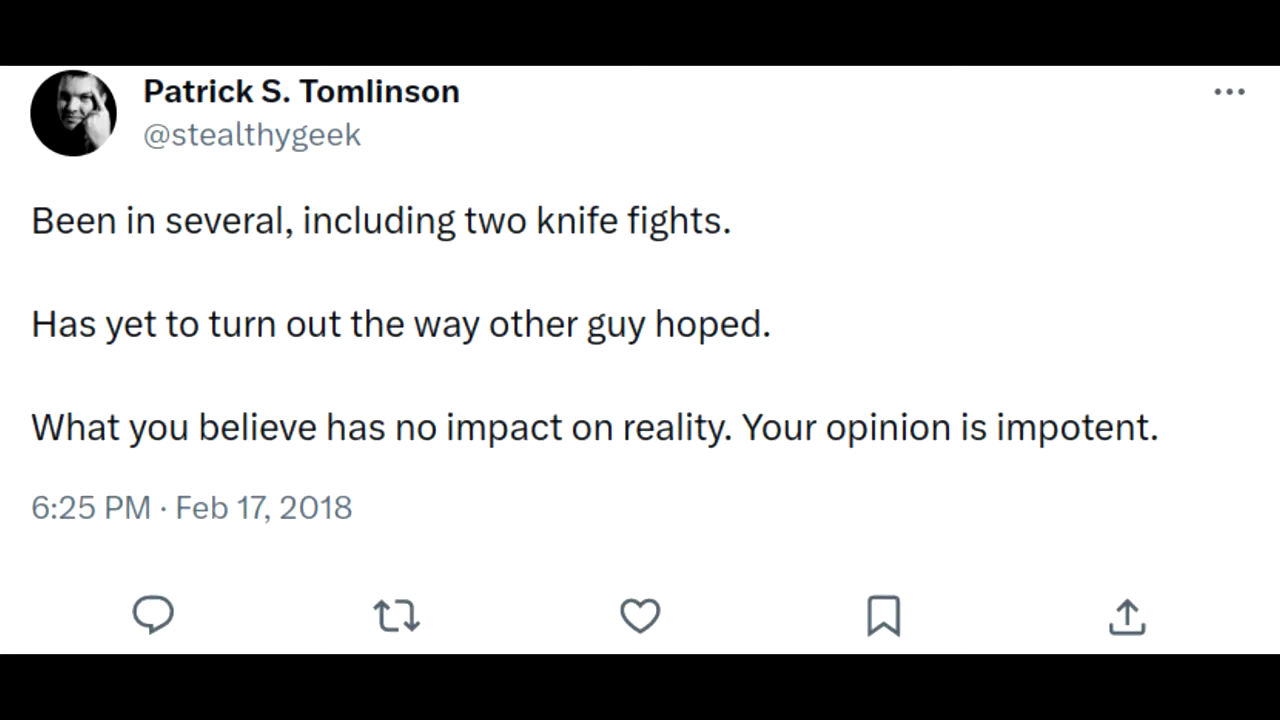 Patrick S. Tomlinson
@stealthygeek
Been in several, including two knife fights.
Has yet to turn out the way other guy hoped.
What you believe has no impact on reality. Your opinion is impotent.
6:25 PM · Feb 17, 2018